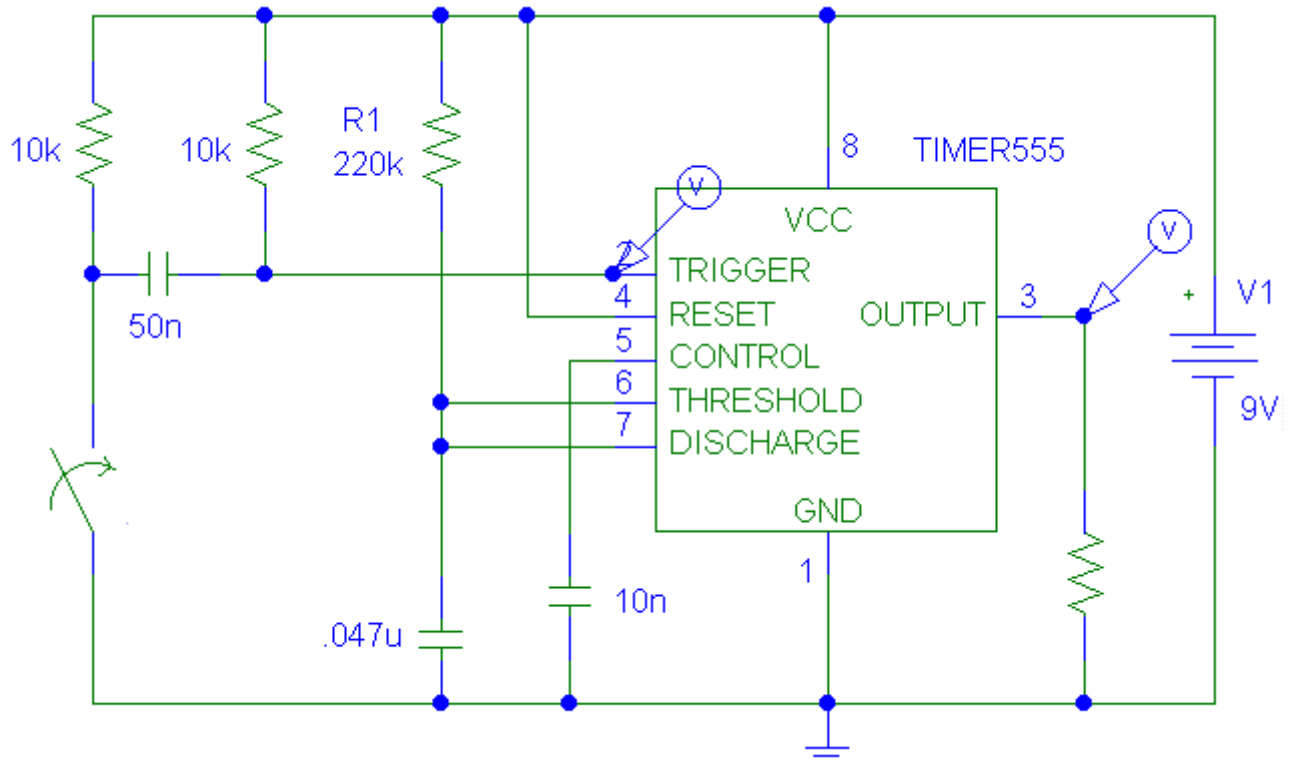 8
TIMER555
R1
220k
10k
10k
V
VCC
V
2
TRIGGER
4
RESET
OUTPUT
3
+
V1
50n
5
CONTROL
6
THRESHOLD
9V
7
DISCHARGE
GND
1
10n
.047u